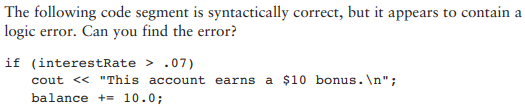 The following code segment is syntactically correct, but it appears to contain a
logic error. Can you find the error?
if (interestRate > .07)
    cout << "This account earns a $10 bonus.\n";
    balance += 10.0;